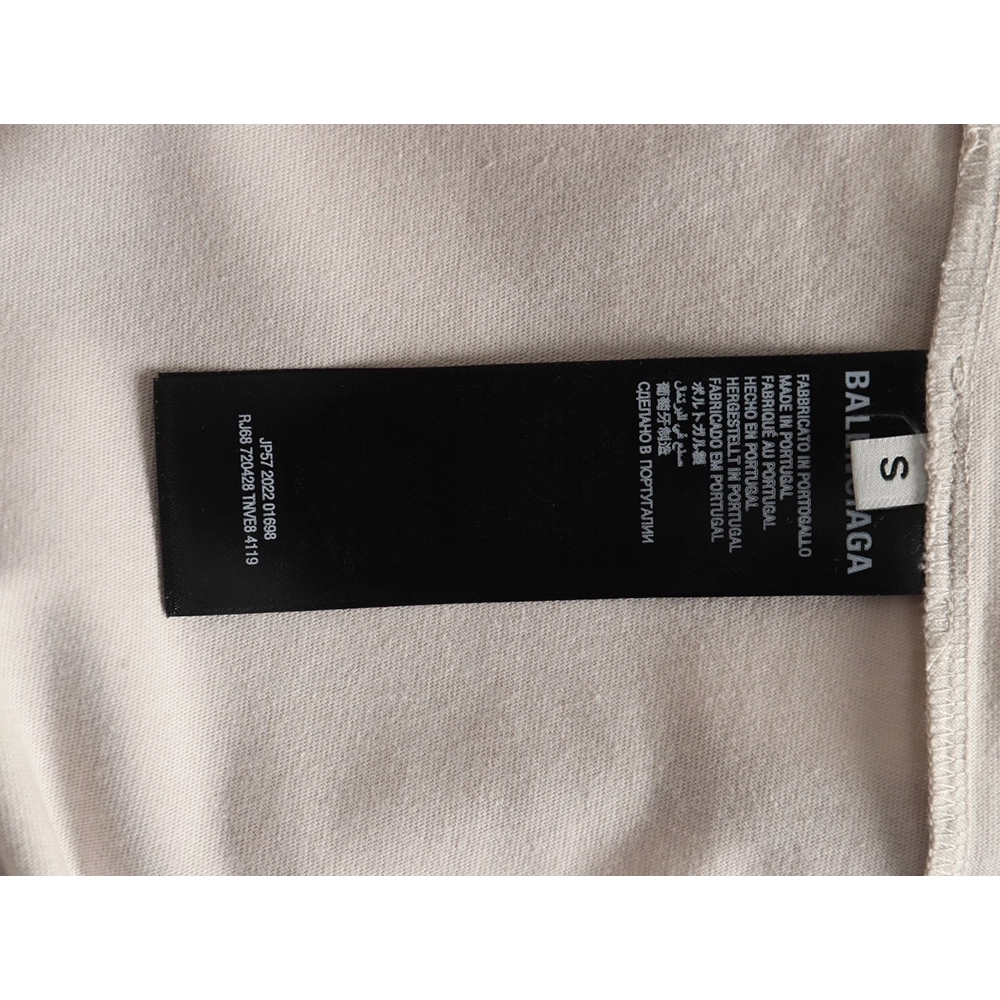 BALENCIAGA
S
FABBRICATO IN PORTOGALLO
MADE IN PORTUGAL
FABRIQUÉ AU PORTUGAL
HECHO EN PORTUGAL
HERGESTELLT IN PORTUGAL
FABRICADO EM PORTUGAL
ポルトガル製
صنع في البرتغال
葡萄牙制造
СДЕЛАНО В ПОРТУГАЛИИ
JP57 2022 01698
RJ68 720428 TNVE8 4119